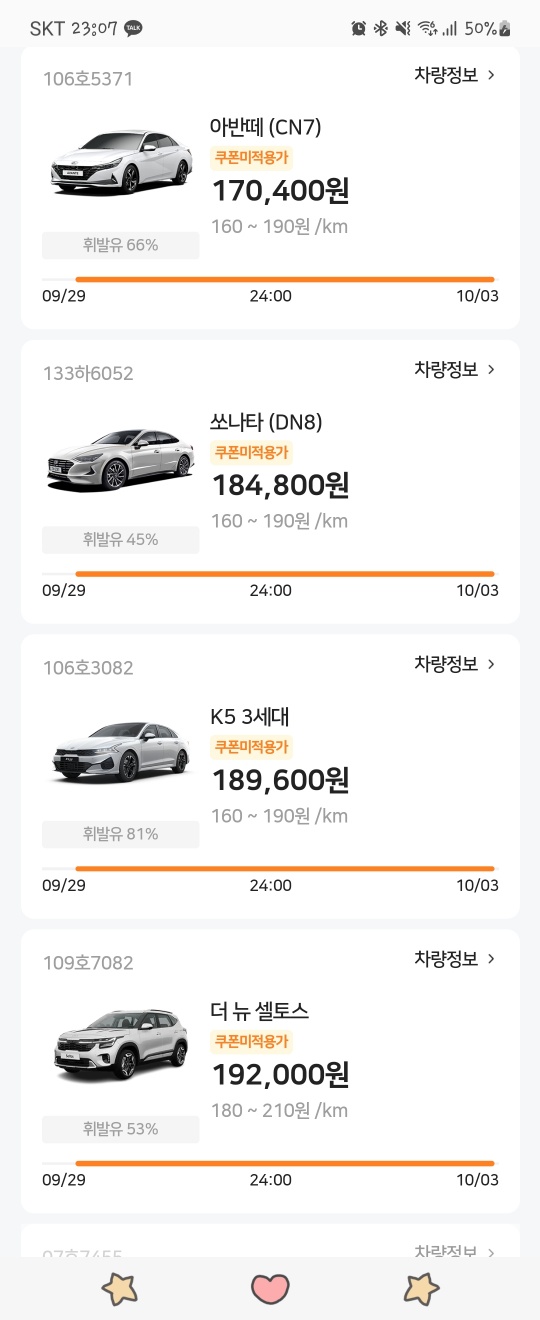 SKT 23:07 TALK 50%
106호5371 차량정보 >
아반떼 (CN7)
쿠폰미적용가
170,400원
160 ~ 190원 /km
휘발유 66%
09/29 24:00 10/03
133하6052 차량정보 >
쏘나타 (DN8)
쿠폰미적용가
184,800원
160 ~ 190원 /km
휘발유 45%
09/29 24:00 10/03
106호3082 차량정보 >
K5 3세대
쿠폰미적용가
189,600원
160 ~ 190원 /km
휘발유 81%
09/29 24:00 10/03
109호7082 차량정보 >
더 뉴 셀토스
쿠폰미적용가
192,000원
180 ~ 210원 /km
휘발유 53%
09/29 24:00 10/03
차량정보 >